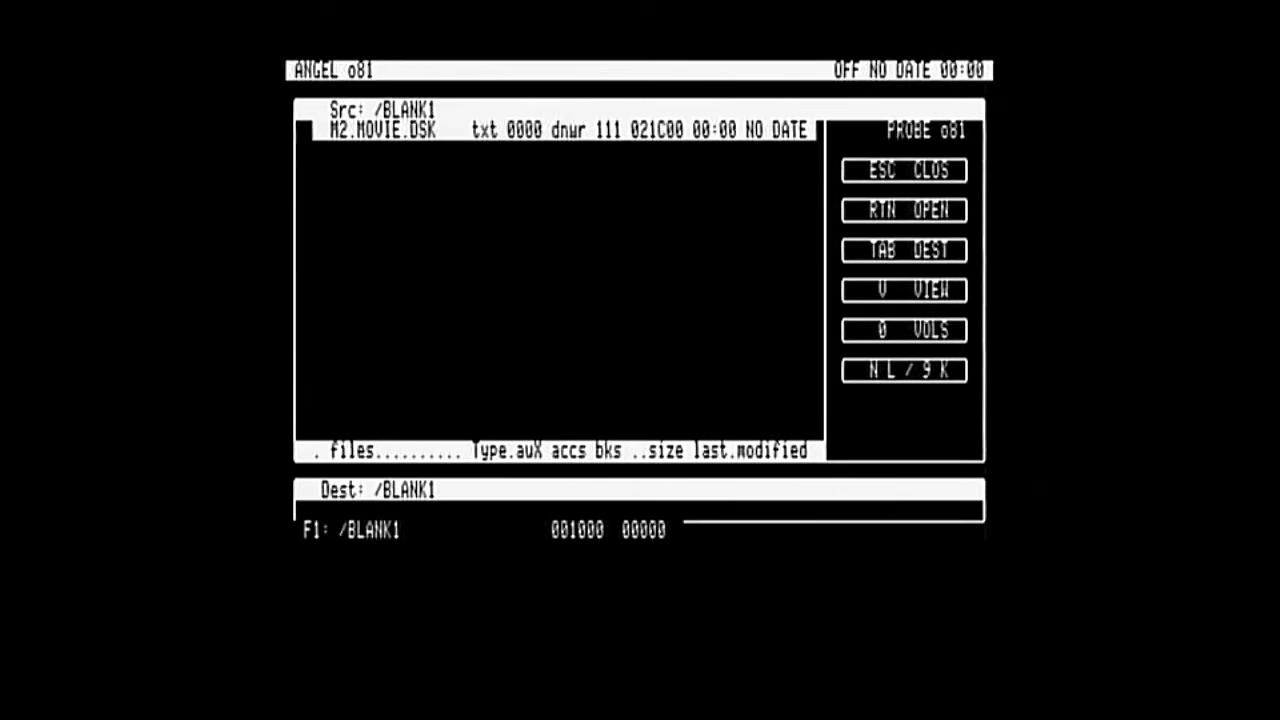 ANGEL o81 OFF NO DATE 00:00
Src: /BLANK1
M2.MOVIE.DSK txt 0000 dnwr 111 021C00 00:00 NO DATE
PROBE o81
ESC CLOS
RTN OPEN
TAB DEST
V VIEW
0 VOLS
N L / 9 K
. files.......... Type.auX accs bks ..size last.modified
Dest: /BLANK1
F1: /BLANK1 001000 00000